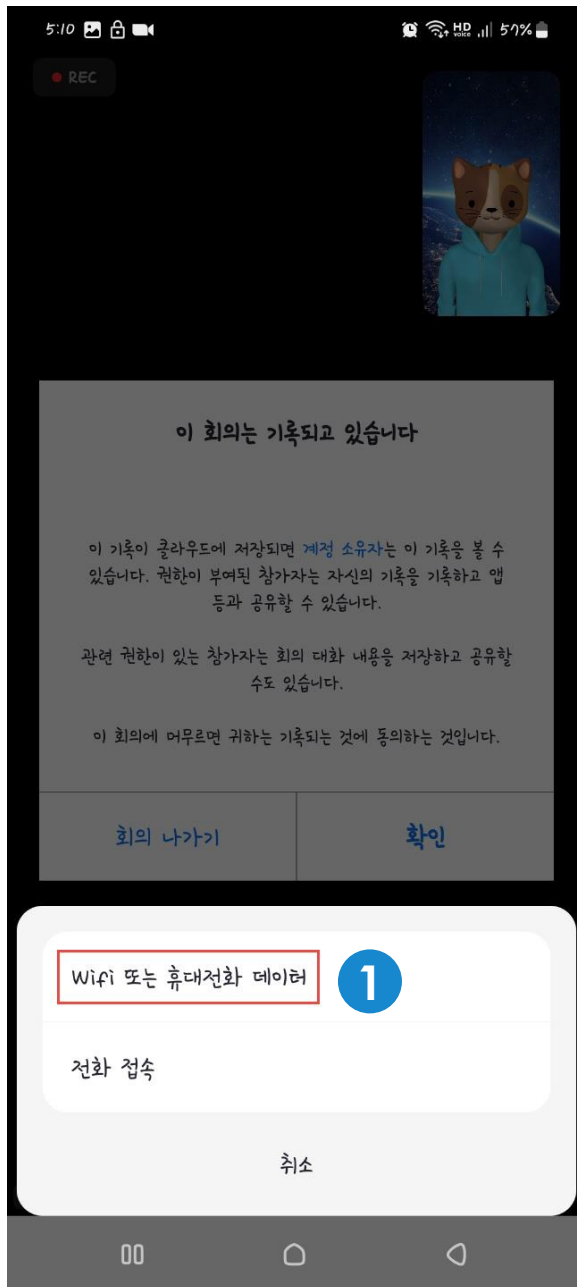 5:10
HD voice 57%
REC
이 회의는 기록되고 있습니다
이 기록이 클라우드에 저장되면 계정 소유자는 이 기록을 볼 수
있습니다. 권한이 부여된 참가자는 자신의 기록을 기록하고 앱
등과 공유할 수 있습니다.
관련 권한이 있는 참가자는 회의 대화 내용을 저장하고 공유할
수도 있습니다.
이 회의에 머무르면 귀하는 기록되는 것에 동의하는 것입니다.
회의 나가기 확인
Wifi 또는 휴대전화 데이터 1
전화 접속
취소